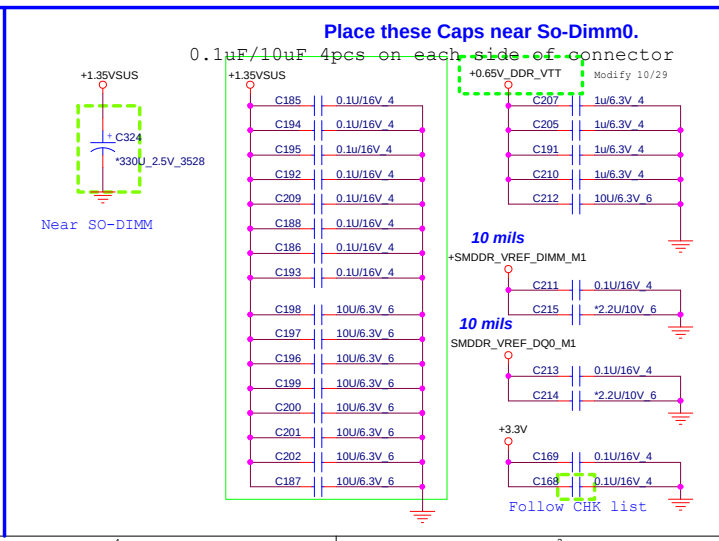 Place these Caps near So-Dimm0.
0.1uF/10uF 4pcs on each side of connector
+1.35VSUS
+ C324
*330U_2.5V_3528
Near SO-DIMM
+1.35VSUS
C185 0.1U/16V_4
C194 0.1U/16V_4
C195 0.1u/16V_4
C192 0.1U/16V_4
C209 0.1U/16V_4
C188 0.1U/16V_4
C186 0.1U/16V_4
C193 0.1U/16V_4
C198 10U/6.3V_6
C197 10U/6.3V_6
C196 10U/6.3V_6
C199 10U/6.3V_6
C200 10U/6.3V_6
C201 10U/6.3V_6
C202 10U/6.3V_6
C187 10U/6.3V_6
+0.65V_DDR_VTT Modify 10/29
C207 1u/6.3V_4
C205 1u/6.3V_4
C191 1u/6.3V_4
C210 1u/6.3V_4
C212 10U/6.3V_6
10 mils
+SMDDR_VREF_DIMM_M1
C211 0.1U/16V_4
C215 *2.2U/10V_6
10 mils
SMDDR_VREF_DQ0_M1
C213 0.1U/16V_4
C214 *2.2U/10V_6
+3.3V
C169 0.1U/16V_4
C168 0.1U/16V_4
Follow CHK list